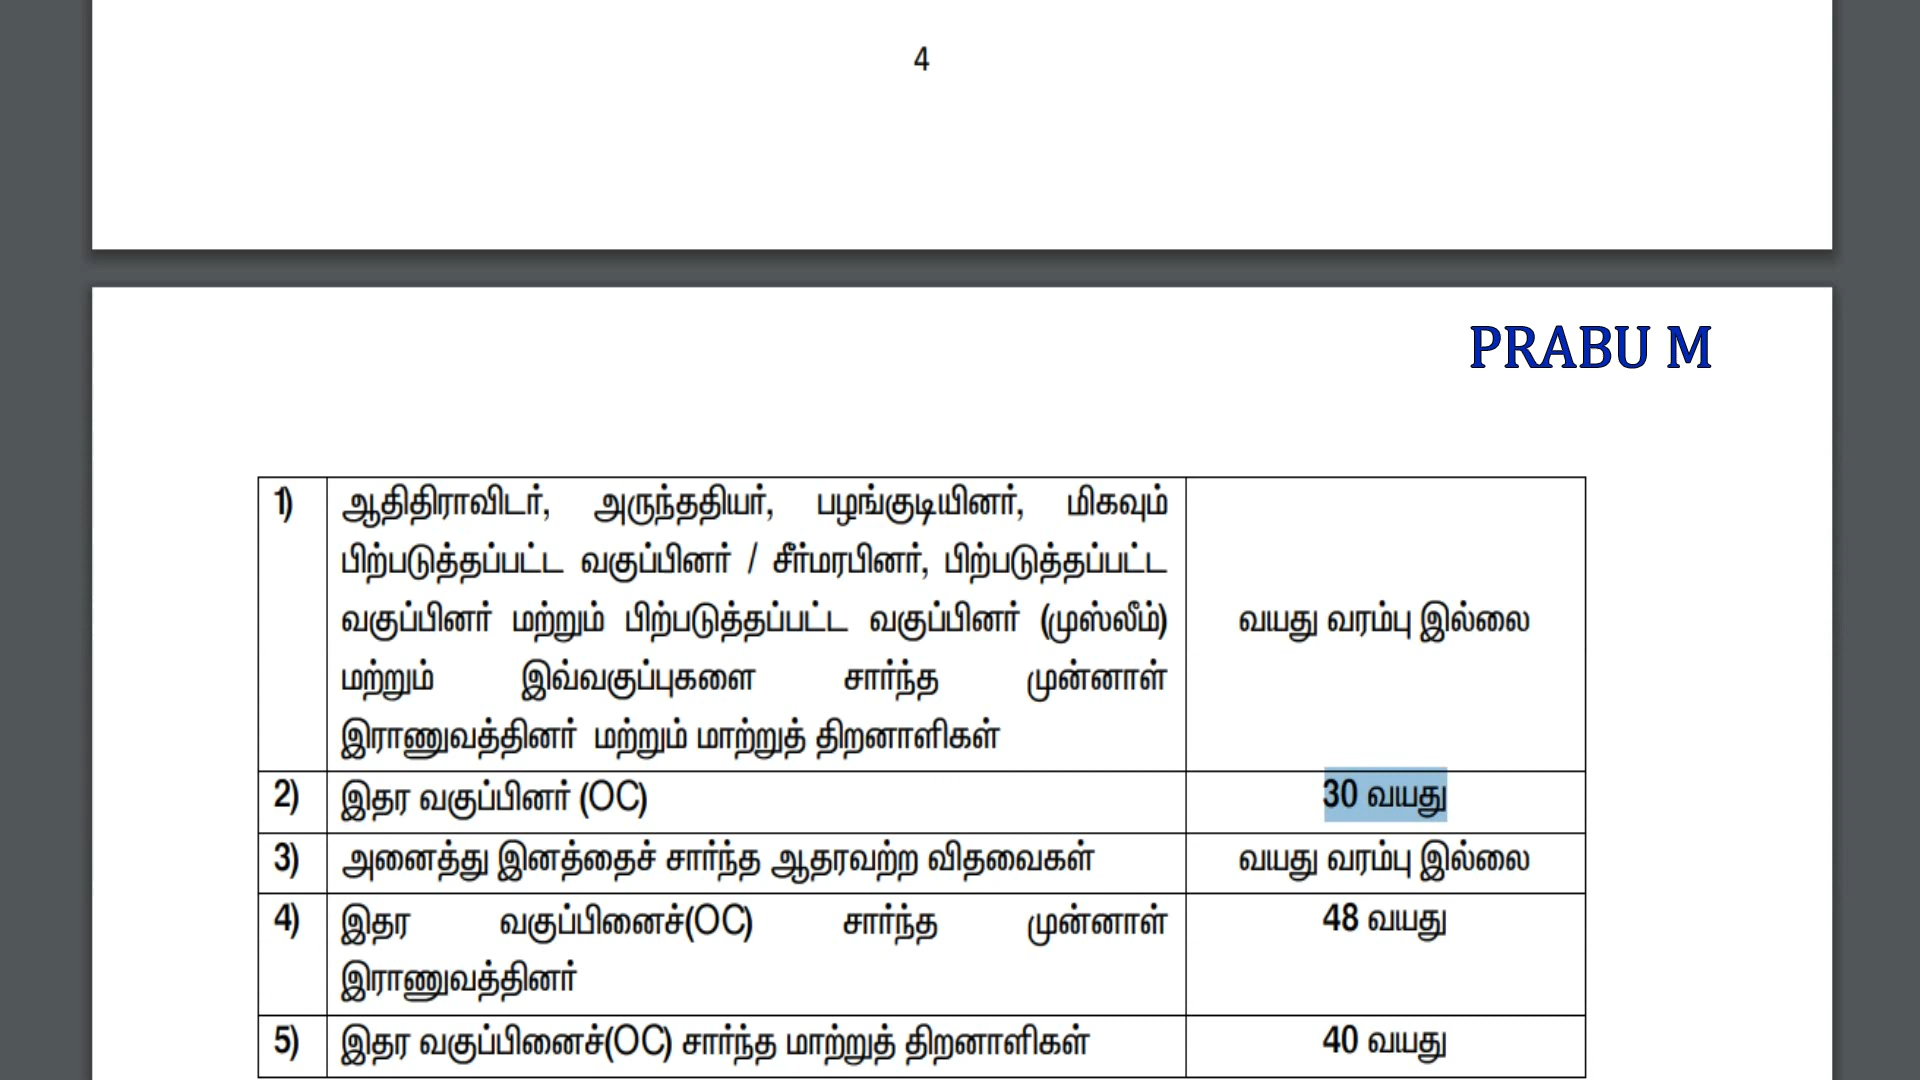 4
PRABU M
1) ஆதிதிராவிடர், அருந்ததியர், பழங்குடியினர், மிகவும்
பிற்படுத்தப்பட்ட வகுப்பினர் / சீர்மரபினர், பிற்படுத்தப்பட்ட
வகுப்பினர் மற்றும் பிற்படுத்தப்பட்ட வகுப்பினர் (முஸ்லீம்)
மற்றும் இவ்வகுப்புகளை சார்ந்த முன்னாள்
இராணுவத்தினர் மற்றும் மாற்றுத் திறனாளிகள்
வயது வரம்பு இல்லை
2) இதர வகுப்பினர் (OC) 30 வயது
3) அனைத்து இனத்தைச் சார்ந்த ஆதரவற்ற விதவைகள் வயது வரம்பு இல்லை
4) இதர வகுப்பினைச்(OC) சார்ந்த முன்னாள் 48 வயது
இராணுவத்தினர்
5) இதர வகுப்பினைச்(OC) சார்ந்த மாற்றுத் திறனாளிகள் 40 வயது